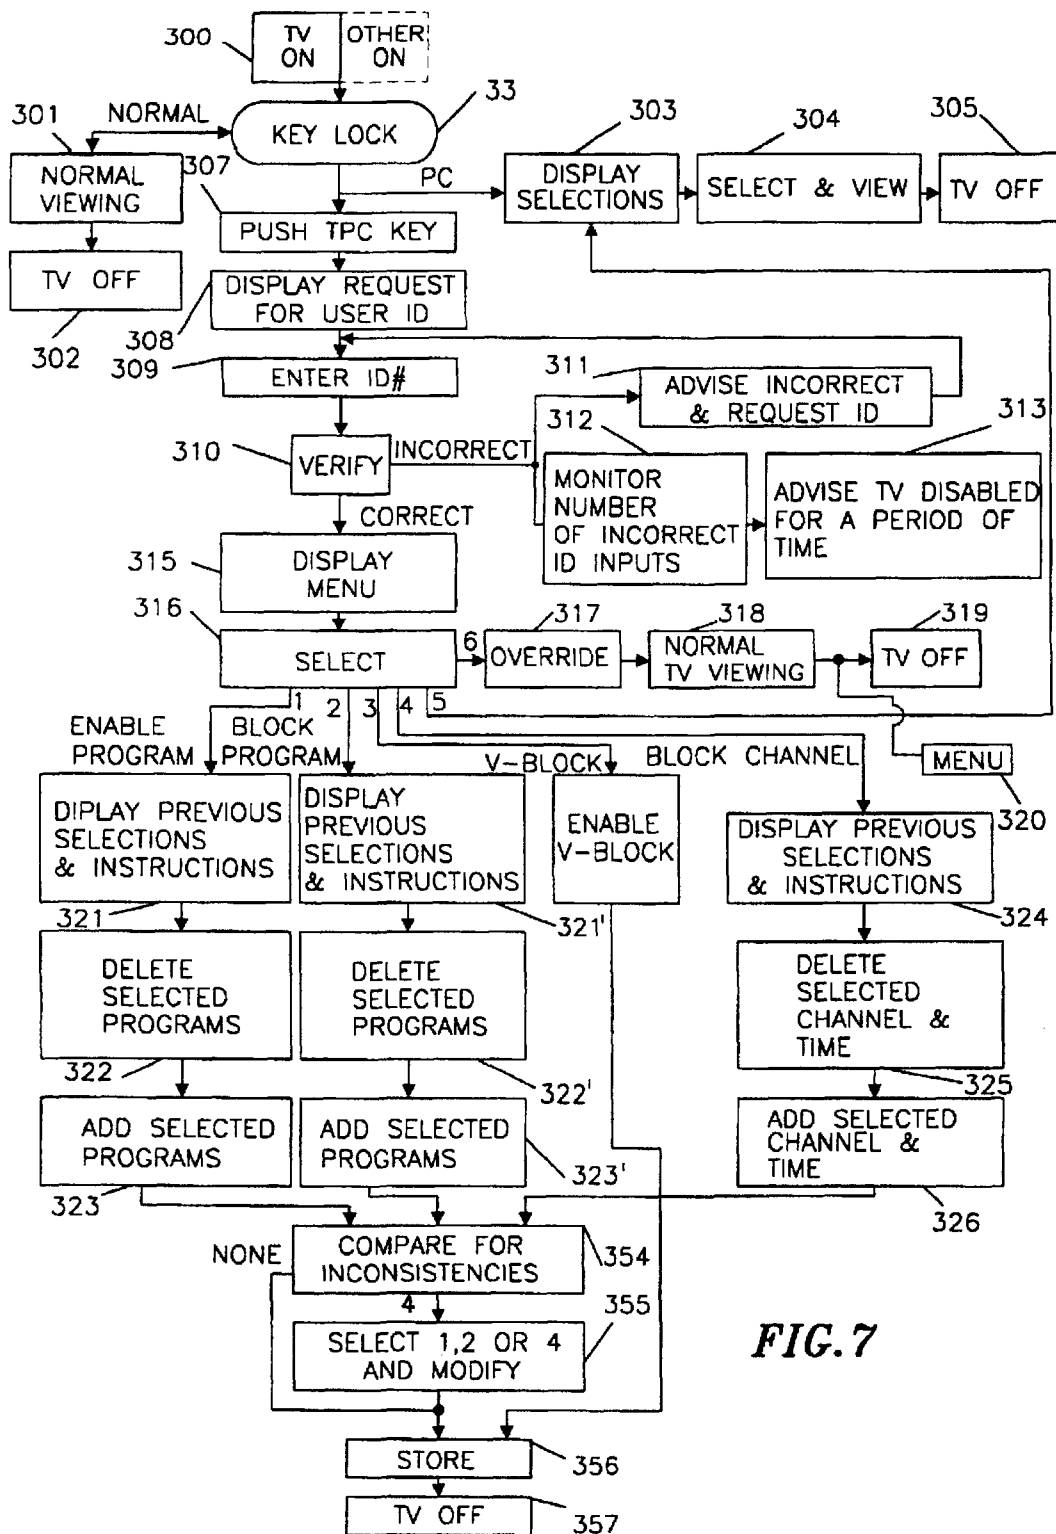 300
TV
ON
OTHER
ON
301
NORMAL
33
KEY LOCK
303
304
305
307
PC
NORMAL
VIEWING
DISPLAY
SELECTIONS
SELECT & VIEW
TV OFF
PUSH TPC KEY
TV OFF
302
308
DISPLAY REQUEST
FOR USER ID
309
ENTER ID#
311
ADVISE INCORRECT
& REQUEST ID
310
VERIFY
INCORRECT
312
313
MONITOR
NUMBER
OF INCORRECT
ID INPUTS
ADVISE TV DISABLED
FOR A PERIOD OF
TIME
CORRECT
315
DISPLAY
MENU
316
SELECT
6
317
OVERRIDE
318
NORMAL
TV VIEWING
319
TV OFF
1
2
3
4
5
ENABLE
PROGRAM
BLOCK
PROGRAM
V-BLOCK
BLOCK CHANNEL
MENU
320
DIPLAY PREVIOUS
SELECTIONS
& INSTRUCTIONS
321
DISPLAY
PREVIOUS
SELECTIONS
& INSTRUCTIONS
321'
ENABLE
V-BLOCK
DISPLAY PREVIOUS
SELECTIONS
& INSTRUCTIONS
324
DELETE
SELECTED
PROGRAMS
322
DELETE
SELECTED
PROGRAMS
322'
DELETE
SELECTED
CHANNEL &
TIME
325
ADD SELECTED
PROGRAMS
323
ADD SELECTED
PROGRAMS
323'
ADD SELECTED
CHANNEL &
TIME
326
NONE
COMPARE FOR
INCONSISTENCIES
354
4
SELECT 1,2 OR 4
AND MODIFY
355
FIG.7
STORE
356
TV OFF
357